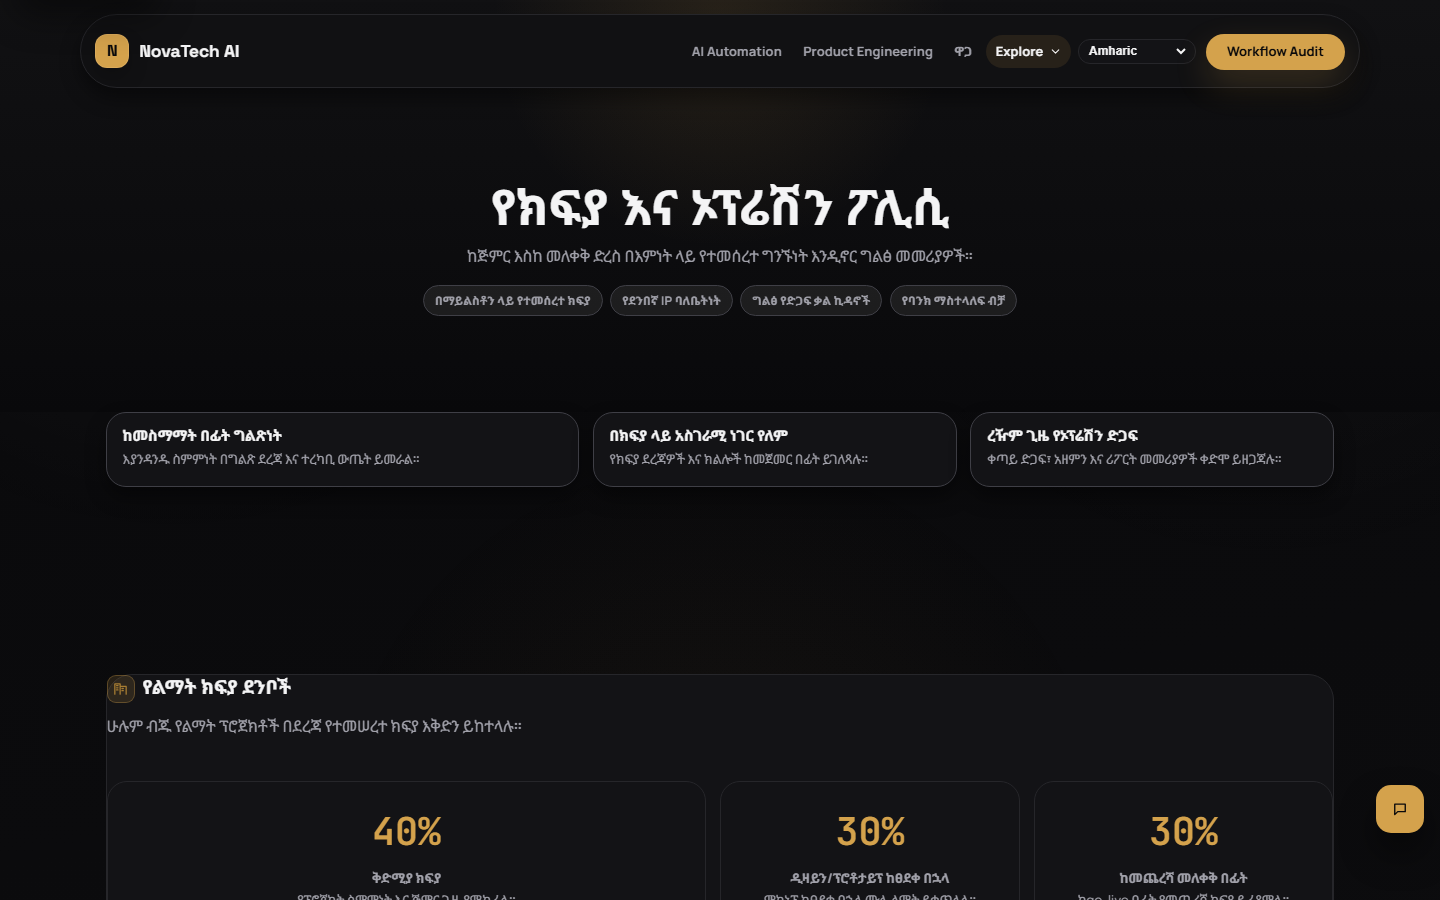 N NovaTech AI AI Automation Product Engineering ዋጋ Explore Amharic Workflow Audit
የክፍያ እና ኦፕሬሽን ፖሊሲ
ከጅምር እስከ መለቀቅ ድረስ በእምነት ላይ የተመሰረተ ግንኙነት እንዲኖር ግልፅ መመሪያዎች።
በማይልስቶን ላይ የተመሰረተ ክፍያ የደንበኛ IP ባለቤትነት ግልፅ የድጋፍ ቃል ኪዳኖች የባንክ ማስተላለፍ ብቻ
ከመስማማት በፊት ግልጽነት
እያንዳንዱ ስምምነት በግልጽ ደረጃ እና ተረካቢ ውጤት ይመራል።
በክፍያ ላይ አስገራሚ ነገር የለም
የክፍያ ደረጃዎች እና ክልሎች ከመጀመር በፊት ይገለጻሉ።
ረዥም ጊዜ የኦፕሬሽን ድጋፍ
ቀጣይ ድጋፍ፣ አዘምን እና ሪፖርት መመሪያዎች ቀድሞ ይዘጋጃሉ።
የልማት ክፍያ ደንቦች
ሁሉም ብጁ የልማት ፕሮጀክቶች በደረጃ የተመሠረተ ክፍያ እቅድን ይከተላሉ።
40%
ቅድሚያ ክፍያ
30%
ዲዛይን/ፕሮቶታይፕ ከፀደቀ በኋላ
30%
ከመጨረሻ መለቀቅ በፊት